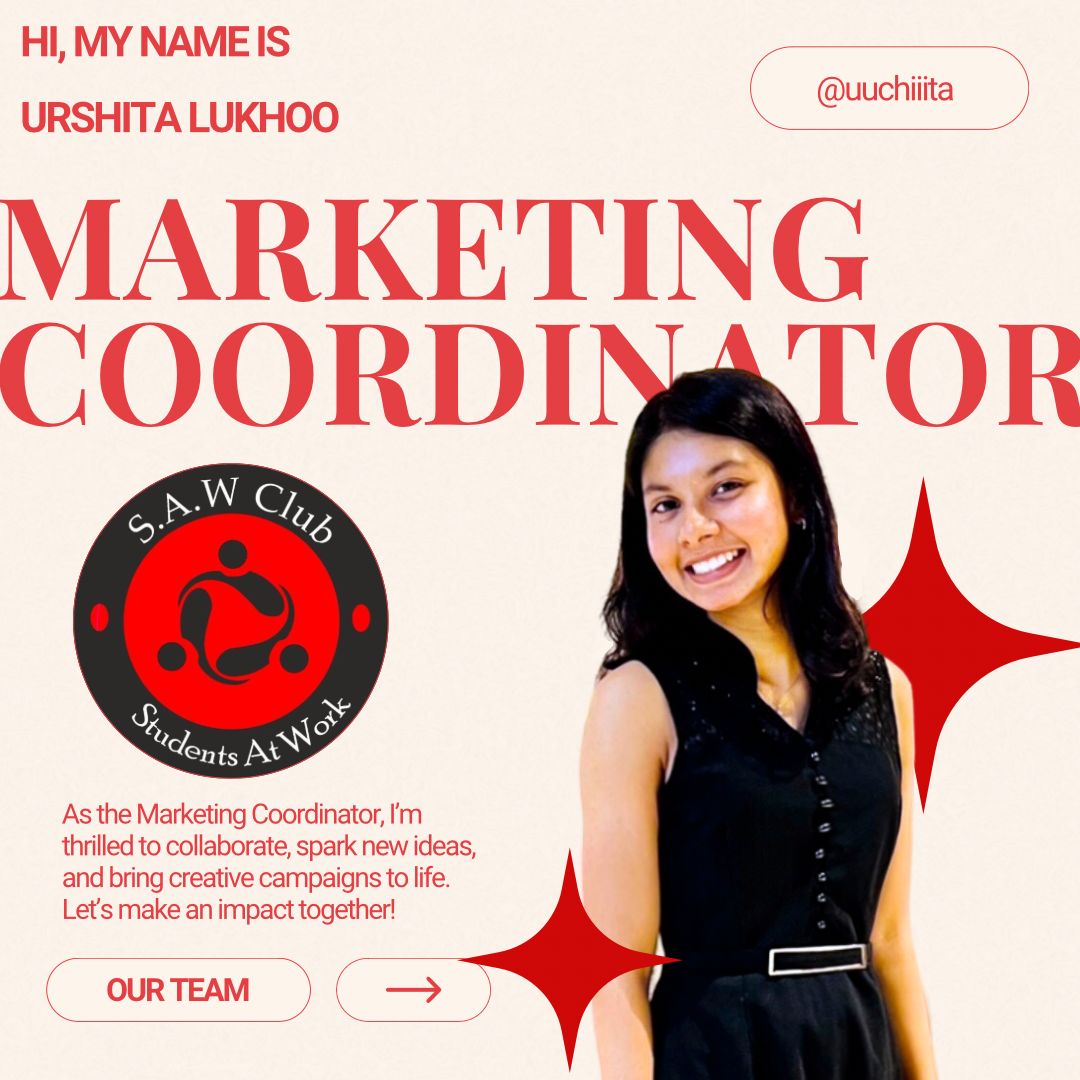 HI, MY NAME IS
URSHITA LUKHOO
@uuchiiita
MARKETING
COORDINATOR
S.A.W Club
Students At Work
As the Marketing Coordinator, I’m
thrilled to collaborate, spark new ideas,
and bring creative campaigns to life.
Let’s make an impact together!
OUR TEAM